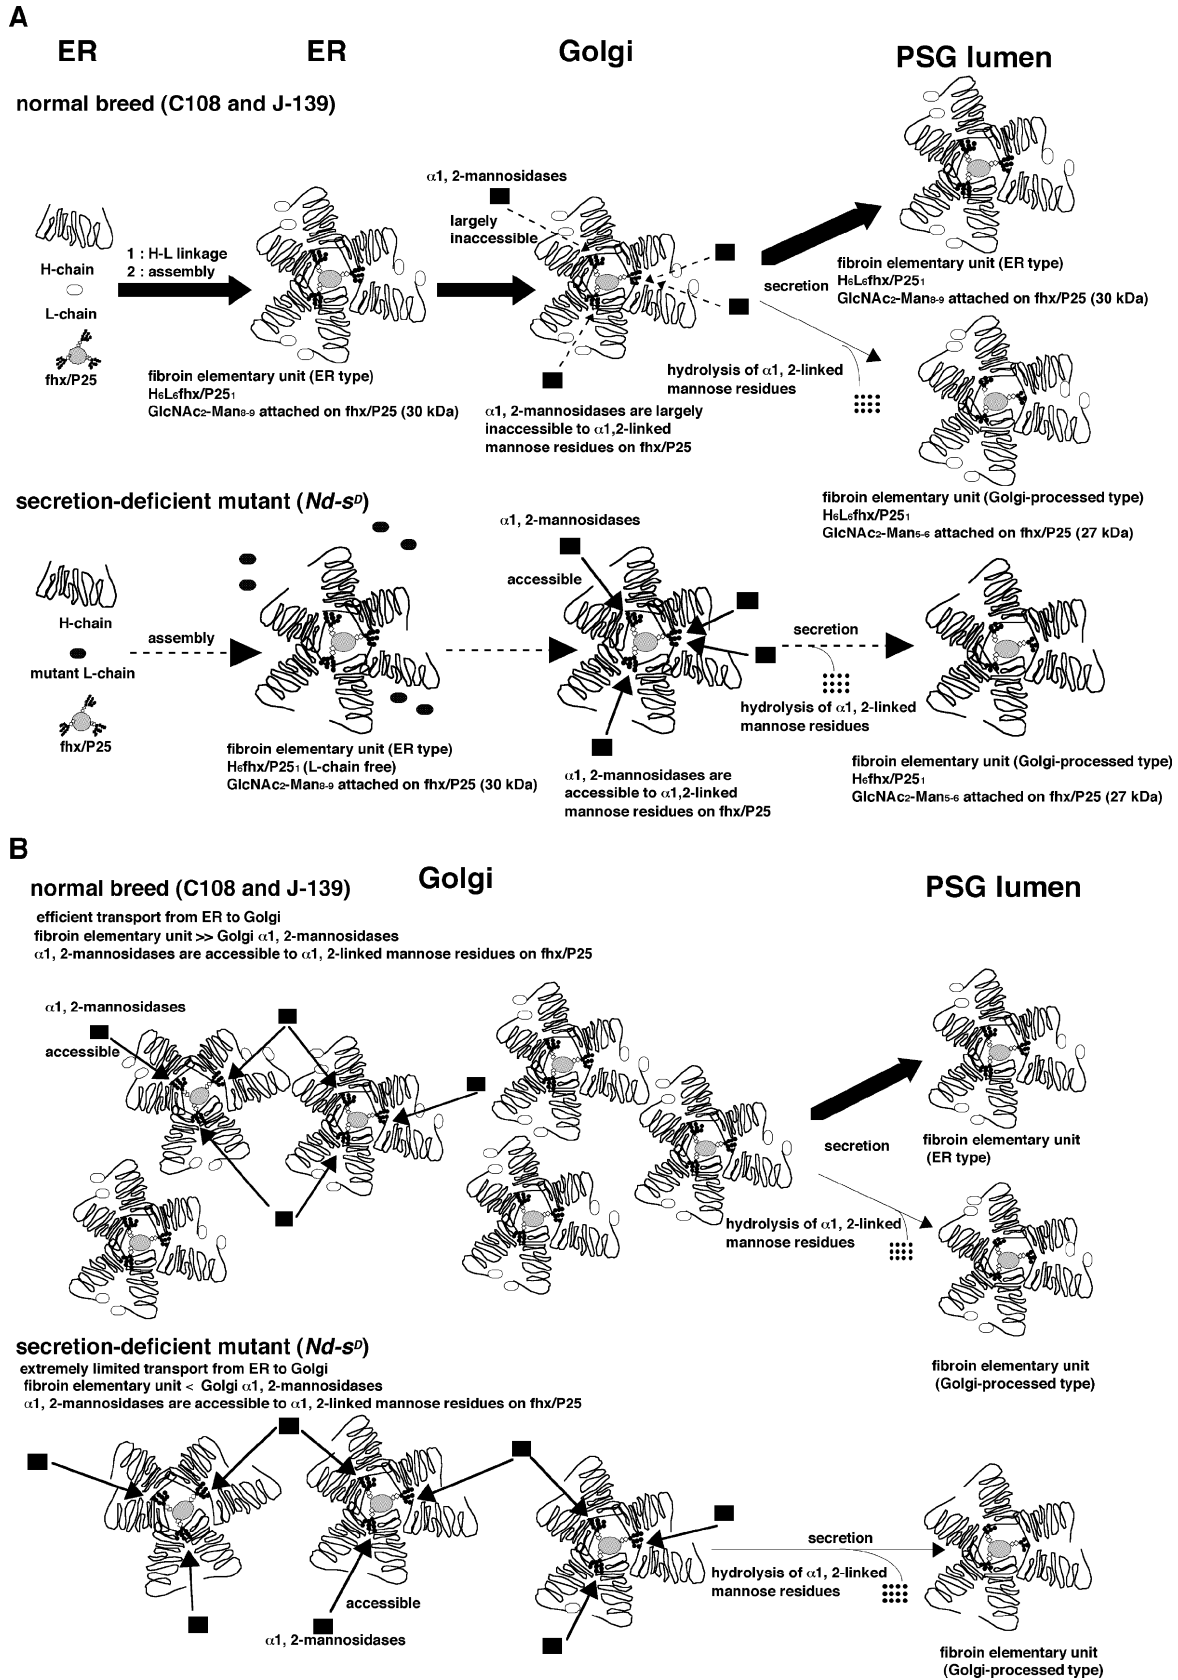 A
ER
ER
Golgi
PSG lumen
normal breed (C108 and J-139)
α1, 2-mannosidases
largely
inaccessible
H-chain
L-chain
fhx/P25
1 : H-L linkage
2 : assembly
secretion
fibroin elementary unit (ER type)
H6L6fhx/P251
GlcNAc2-Man8-9 attached on fhx/P25 (30 kDa)
fibroin elementary unit (ER type)
H6L6fhx/P251
GlcNAc2-Man8-9 attached on fhx/P25 (30 kDa)
hydrolysis of α1, 2-linked
mannose residues
α1, 2-mannosidases are largely
inaccessible to α1,2-linked
mannose residues on fhx/P25
fibroin elementary unit (Golgi-processed type)
H6L6fhx/P251
GlcNAc2-Man5-6 attached on fhx/P25 (27 kDa)
secretion-deficient mutant (Nd-sD)
α1, 2-mannosidases
accessible
H-chain
mutant L-chain
fhx/P25
assembly
secretion
hydrolysis of α1, 2-linked
mannose residues
fibroin elementary unit (ER type)
H6fhx/P251 (L-chain free)
GlcNAc2-Man8-9 attached on fhx/P25 (30 kDa)
α1, 2-mannosidases are
accessible to α1,2-linked
mannose residues on fhx/P25
fibroin elementary unit (Golgi-processed type)
H6fhx/P251
GlcNAc2-Man5-6 attached on fhx/P25 (27 kDa)
B
normal breed (C108 and J-139)
Golgi
PSG lumen
efficient transport from ER to Golgi
fibroin elementary unit >> Golgi α1, 2-mannosidases
α1, 2-mannosidases are accessible to α1, 2-linked mannose residues on fhx/P25
α1, 2-mannosidases
accessible
secretion
fibroin elementary unit
(ER type)
hydrolysis of α1, 2-linked
mannose residues
fibroin elementary unit
(Golgi-processed type)
secretion-deficient mutant (Nd-sD)
extremely limited transport from ER to Golgi
fibroin elementary unit < Golgi α1, 2-mannosidases
α1, 2-mannosidases are accessible to α1, 2-linked mannose residues on fhx/P25
accessible
α1, 2-mannosidases
secretion
hydrolysis of α1, 2-linked
mannose residues
fibroin elementary unit
(Golgi-processed type)